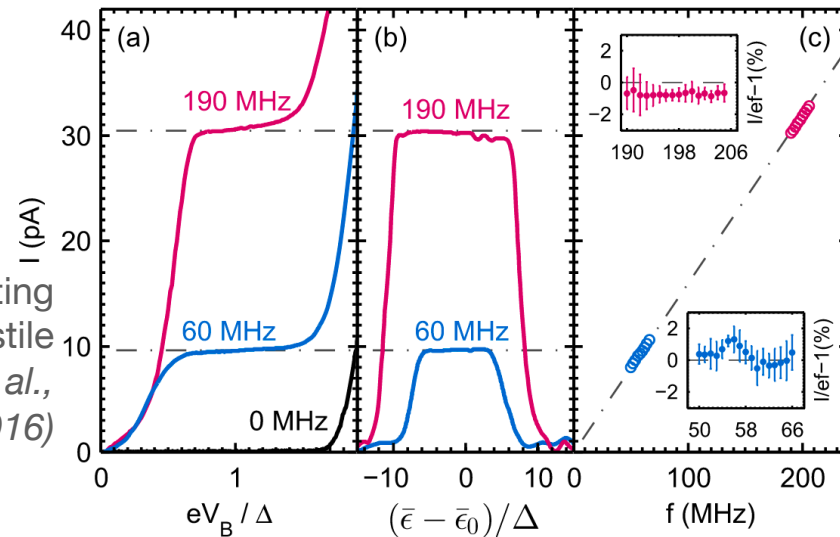 40
30
20
10
0
I (pA)
(a)
190 MHz
60 MHz
0 MHz
0
1
eV_B / Δ
(b)
190 MHz
60 MHz
−10
0
10
(ε̄ − ε̄₀)/Δ
(c)
2
0
−2
190
198
206
I/ef−1(%)
2
0
−2
50
58
66
I/ef−1(%)
0
100
200
f (MHz)
ting
stile
al.,
016)